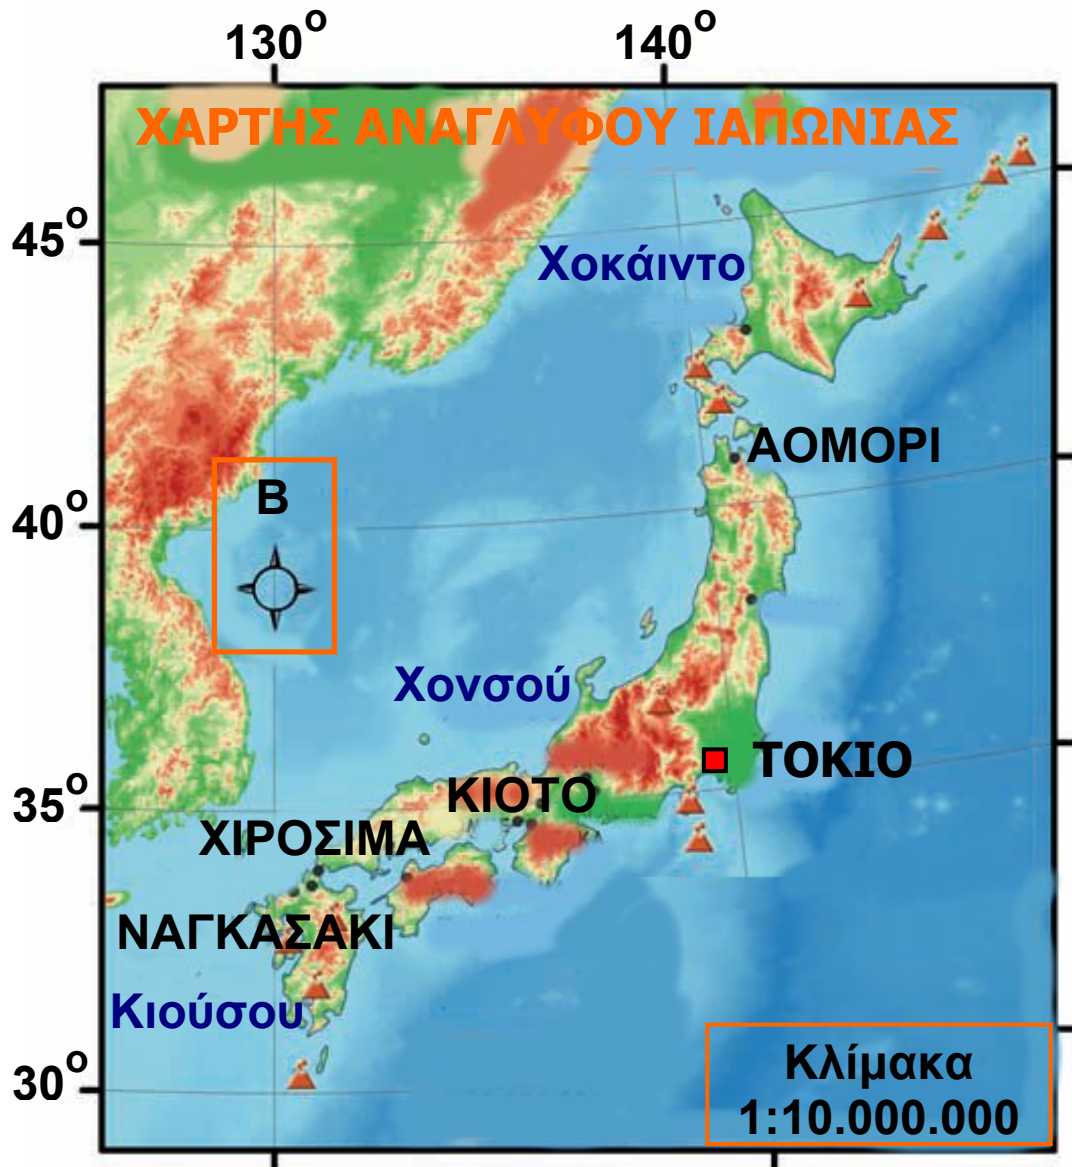 130°
140°
ΧΑΡΤΗΣ ΑΝΑΓΛΥΦΟΥ ΙΑΠΩΝΙΑΣ
45°
Χοκάιντο
ΑΟΜΟΡΙ
Β
40°
Χονσού
ΤΟΚΙΟ
35°
ΚΙΟΤΟ
ΧΙΡΟΣΙΜΑ
ΝΑΓΚΑΣΑΚΙ
Κιούσου
30°
Κλίμακα
1:10.000.000